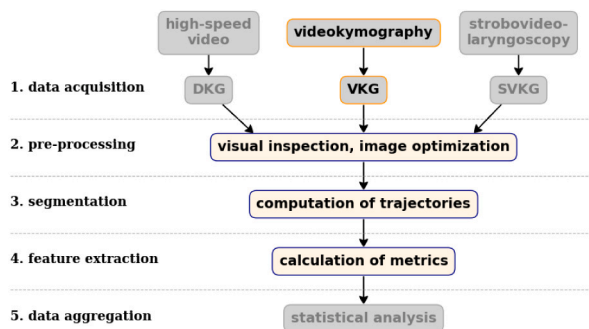 high-speed
video
videokymography
strobovideo-
laryngoscopy
1. data acquisition
DKG
VKG
SVKG
2. pre-processing
visual inspection, image optimization
3. segmentation
computation of trajectories
4. feature extraction
calculation of metrics
5. data aggregation
statistical analysis